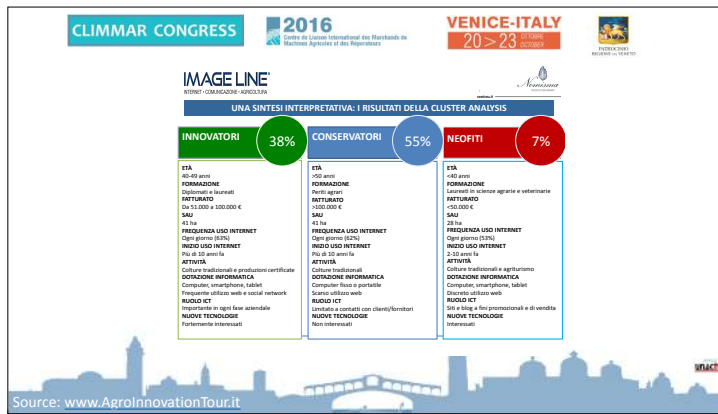 CLIMMAR CONGRESS
2016
Centre de Liaison International des Marchands de
Machines Agricoles et des Réparateurs
VENICE-ITALY
20 > 23 OTTOBRE
OCTOBER
PATROCINIO
REGIONE DEL VENETO
IMAGE LINE®
INTERNET • COMUNICAZIONE • AGRICOLTURA
Nomisma
UNA SINTESI INTERPRETATIVA: I RISULTATI DELLA CLUSTER ANALYSIS
INNOVATORI
38%
ETÀ
40-49 anni
FORMAZIONE
Diplomati e laureati
FATTURATO
Da 51.000 a 100.000 €
SAU
41 ha
FREQUENZA USO INTERNET
Ogni giorno (63%)
INIZIO USO INTERNET
Più di 10 anni fa
ATTIVITÀ
Colture tradizionali e produzioni certificate
DOTAZIONE INFORMATICA
Computer, smartphone, tablet
Frequente utilizzo web e social network
RUOLO ICT
Importante in ogni fase aziendale
NUOVE TECNOLOGIE
Fortemente interessati
CONSERVATORI
55%
ETÀ
>50 anni
FORMAZIONE
Periti agrari
FATTURATO
>100.000 €
SAU
41 ha
FREQUENZA USO INTERNET
Ogni giorno (62%)
INIZIO USO INTERNET
Più di 10 anni fa
ATTIVITÀ
Colture tradizionali
DOTAZIONE INFORMATICA
Computer fisso o portatile
Scarso utilizzo web
RUOLO ICT
Limitato a contatti con clienti/fornitori
NUOVE TECNOLOGIE
Non interessati
NEOFITI
7%
ETÀ
<40 anni
FORMAZIONE
Laureati in scienze agrarie e veterinarie
FATTURATO
<50.000 €
SAU
28 ha
FREQUENZA USO INTERNET
Ogni giorno (53%)
INIZIO USO INTERNET
2-10 anni fa
ATTIVITÀ
Colture tradizionali e agriturismo
DOTAZIONE INFORMATICA
Computer, smartphone, tablet
Discreto utilizzo web
RUOLO ICT
Siti e blog a fini promozionali e di vendita
NUOVE TECNOLOGIE
Interessati
Source: www.AgroInnovationTour.it